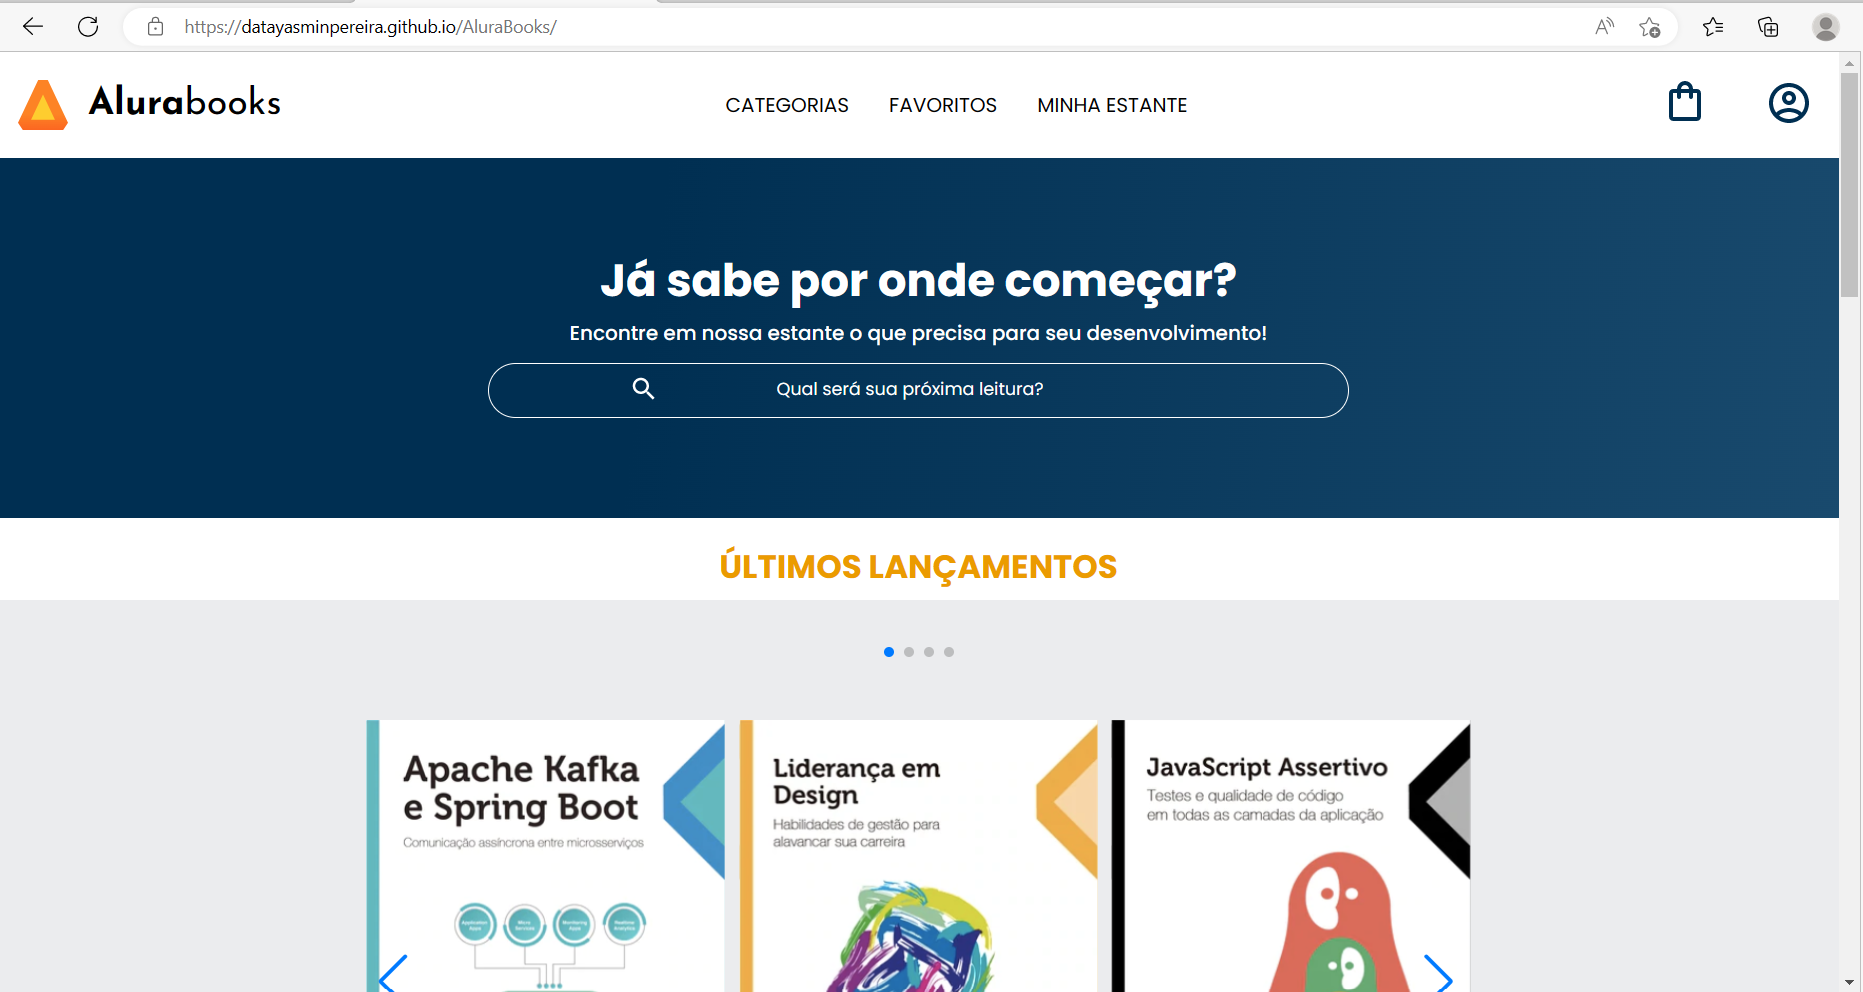 https://datayasminpereira.github.io/AluraBooks/
Alurabooks
CATEGORIAS FAVORITOS MINHA ESTANTE
Já sabe por onde começar?
Encontre em nossa estante o que precisa para seu desenvolvimento!
Qual será sua próxima leitura?
ÚLTIMOS LANÇAMENTOS
Apache Kafka
e Spring Boot
Comunicação assíncrona entre microsserviços
Liderança em
Design
Habilidades de gestão para
alavancar sua carreira
JavaScript Assertivo
Testes e qualidade de código
em todas as camadas da aplicação